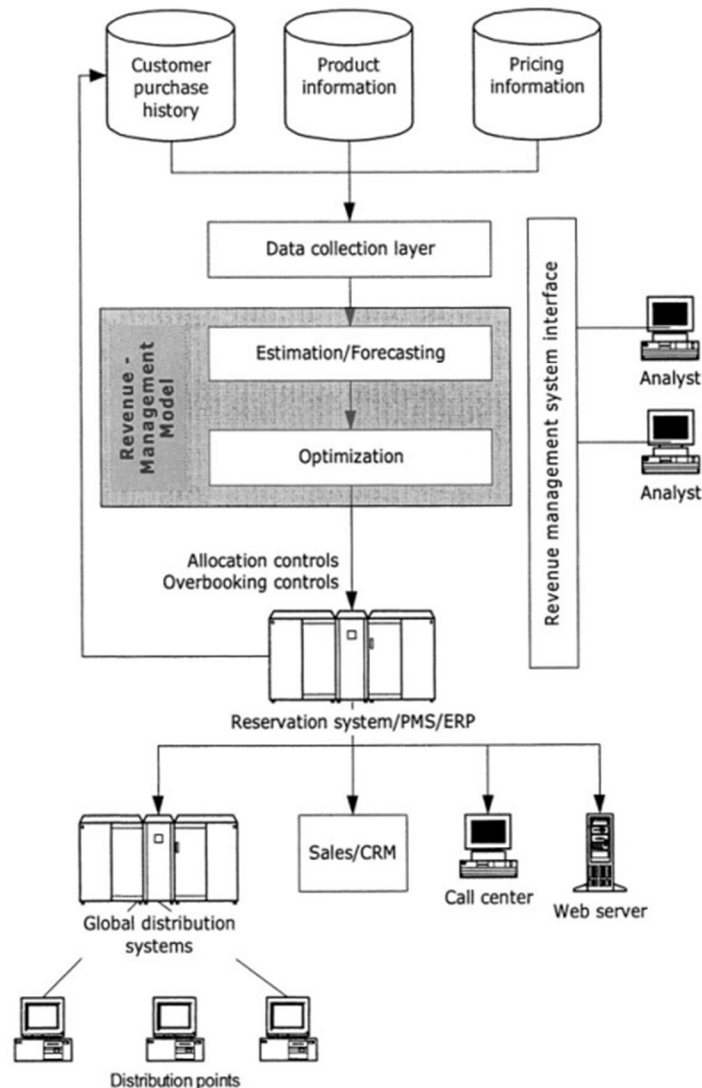 Customer
purchase
history
Product
information
Pricing
information
Data collection layer
Revenue -
Management
Model
Estimation/Forecasting
Optimization
Revenue management system interface
Analyst
Analyst
Allocation controls
Overbooking controls
Reservation system/PMS/ERP
Global distribution
systems
Sales/CRM
Call center
Web server
Distribution points